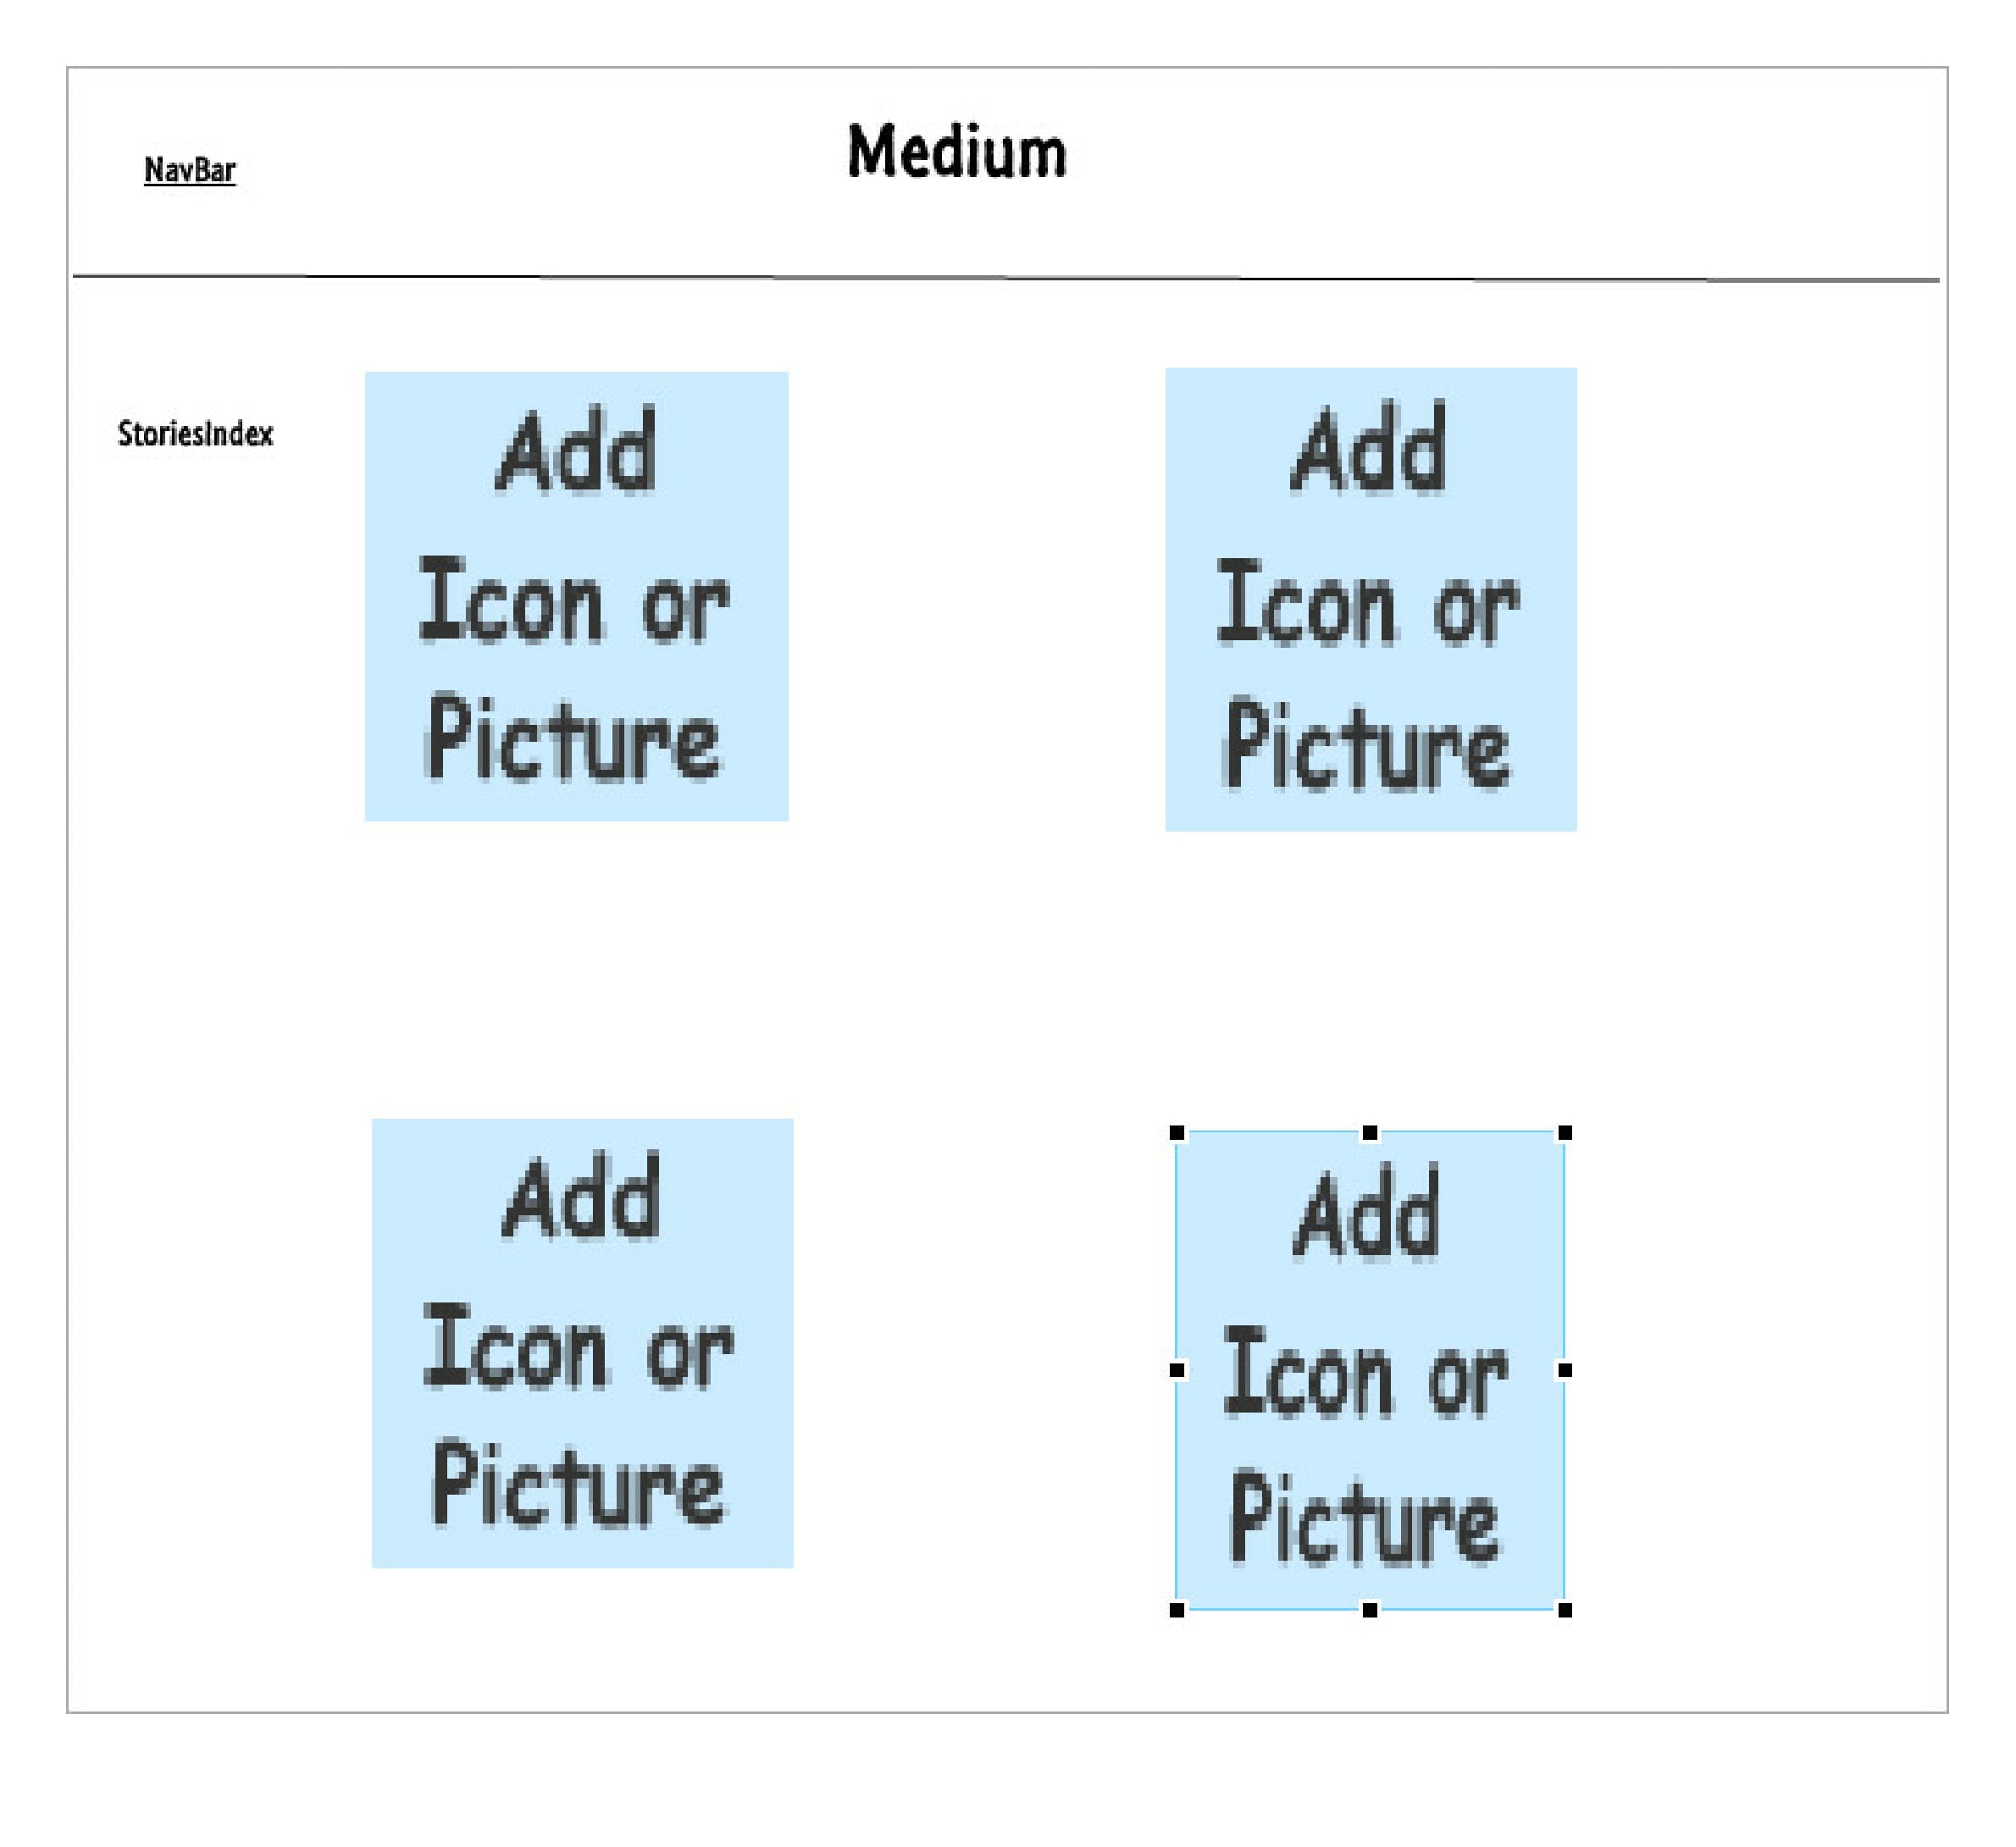 Medium
NavBar
StoriesIndex
Add
Icon or
Picture
Add
Icon or
Picture
Add
Icon or
Picture
Add
Icon or
Picture